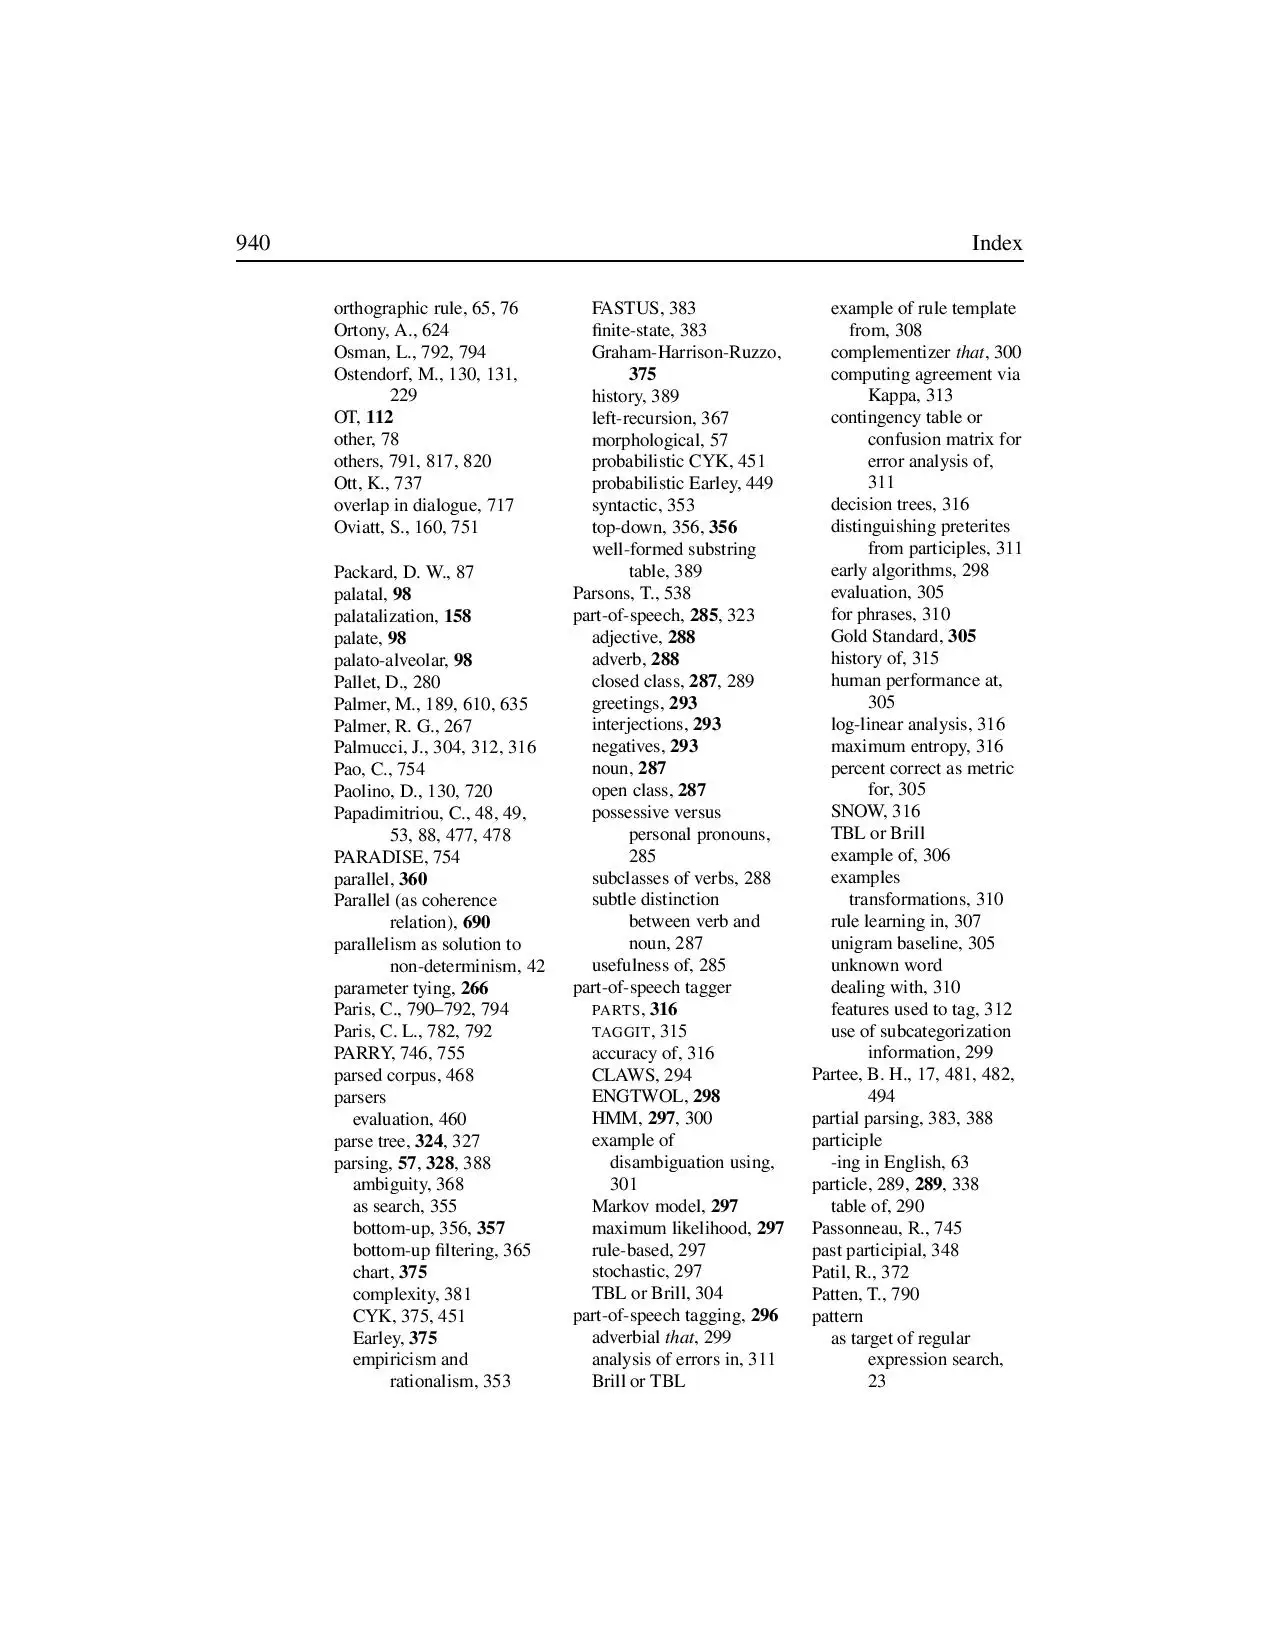 940
Index
orthographic rule, 65, 76
Ortony, A., 624
Osman, L., 792, 794
Ostendorf, M., 130, 131,
229
OT, 112
other, 78
others, 791, 817, 820
Ott, K., 737
overlap in dialogue, 717
Oviatt, S., 160, 751
Packard, D. W., 87
palatal, 98
palatalization, 158
palate, 98
palato-alveolar, 98
Pallet, D., 280
Palmer, M., 189, 610, 635
Palmer, R. G., 267
Palmucci, J., 304, 312, 316
Pao, C., 754
Paolino, D., 130, 720
Papadimitriou, C., 48, 49,
53, 88, 477, 478
PARADISE, 754
parallel, 360
Parallel (as coherence
relation), 690
parallelism as solution to
non-determinism, 42
parameter tying, 266
Paris, C., 790–792, 794
Paris, C. L., 782, 792
PARRY, 746, 755
parsed corpus, 468
parsers
evaluation, 460
parse tree, 324, 327
parsing, 57, 328, 388
ambiguity, 368
as search, 355
bottom-up, 356, 357
bottom-up filtering, 365
chart, 375
complexity, 381
CYK, 375, 451
Earley, 375
empiricism and
rationalism, 353
FASTUS, 383
finite-state, 383
Graham-Harrison-Ruzzo,
375
history, 389
left-recursion, 367
morphological, 57
probabilistic CYK, 451
probabilistic Earley, 449
syntactic, 353
top-down, 356, 356
well-formed substring
table, 389
Parsons, T., 538
part-of-speech, 285, 323
adjective, 288
adverb, 288
closed class, 287, 289
greetings, 293
interjections, 293
negatives, 293
noun, 287
open class, 287
possessive versus
personal pronouns,
285
subclasses of verbs, 288
subtle distinction
between verb and
noun, 287
usefulness of, 285
part-of-speech tagger
PARTS, 316
TAGGIT, 315
accuracy of, 316
CLAWS, 294
ENGTWOL, 298
HMM, 297, 300
example of
disambiguation using,
301
Markov model, 297
maximum likelihood, 297
rule-based, 297
stochastic, 297
TBL or Brill, 304
part-of-speech tagging, 296
adverbial that, 299
analysis of errors in, 311
Brill or TBL
example of rule template
from, 308
complementizer that, 300
computing agreement via
Kappa, 313
contingency table or
confusion matrix for
error analysis of,
311
decision trees, 316
distinguishing preterites
from participles, 311
early algorithms, 298
evaluation, 305
for phrases, 310
Gold Standard, 305
history of, 315
human performance at,
305
log-linear analysis, 316
maximum entropy, 316
percent correct as metric
for, 305
SNOW, 316
TBL or Brill
example of, 306
examples
transformations, 310
rule learning in, 307
unigram baseline, 305
unknown word
dealing with, 310
features used to tag, 312
use of subcategorization
information, 299
Partee, B. H., 17, 481, 482,
494
partial parsing, 383, 388
participle
-ing in English, 63
particle, 289, 289, 338
table of, 290
Passonneau, R., 745
past participial, 348
Patil, R., 372
Patten, T., 790
pattern
as target of regular
expression search,
23